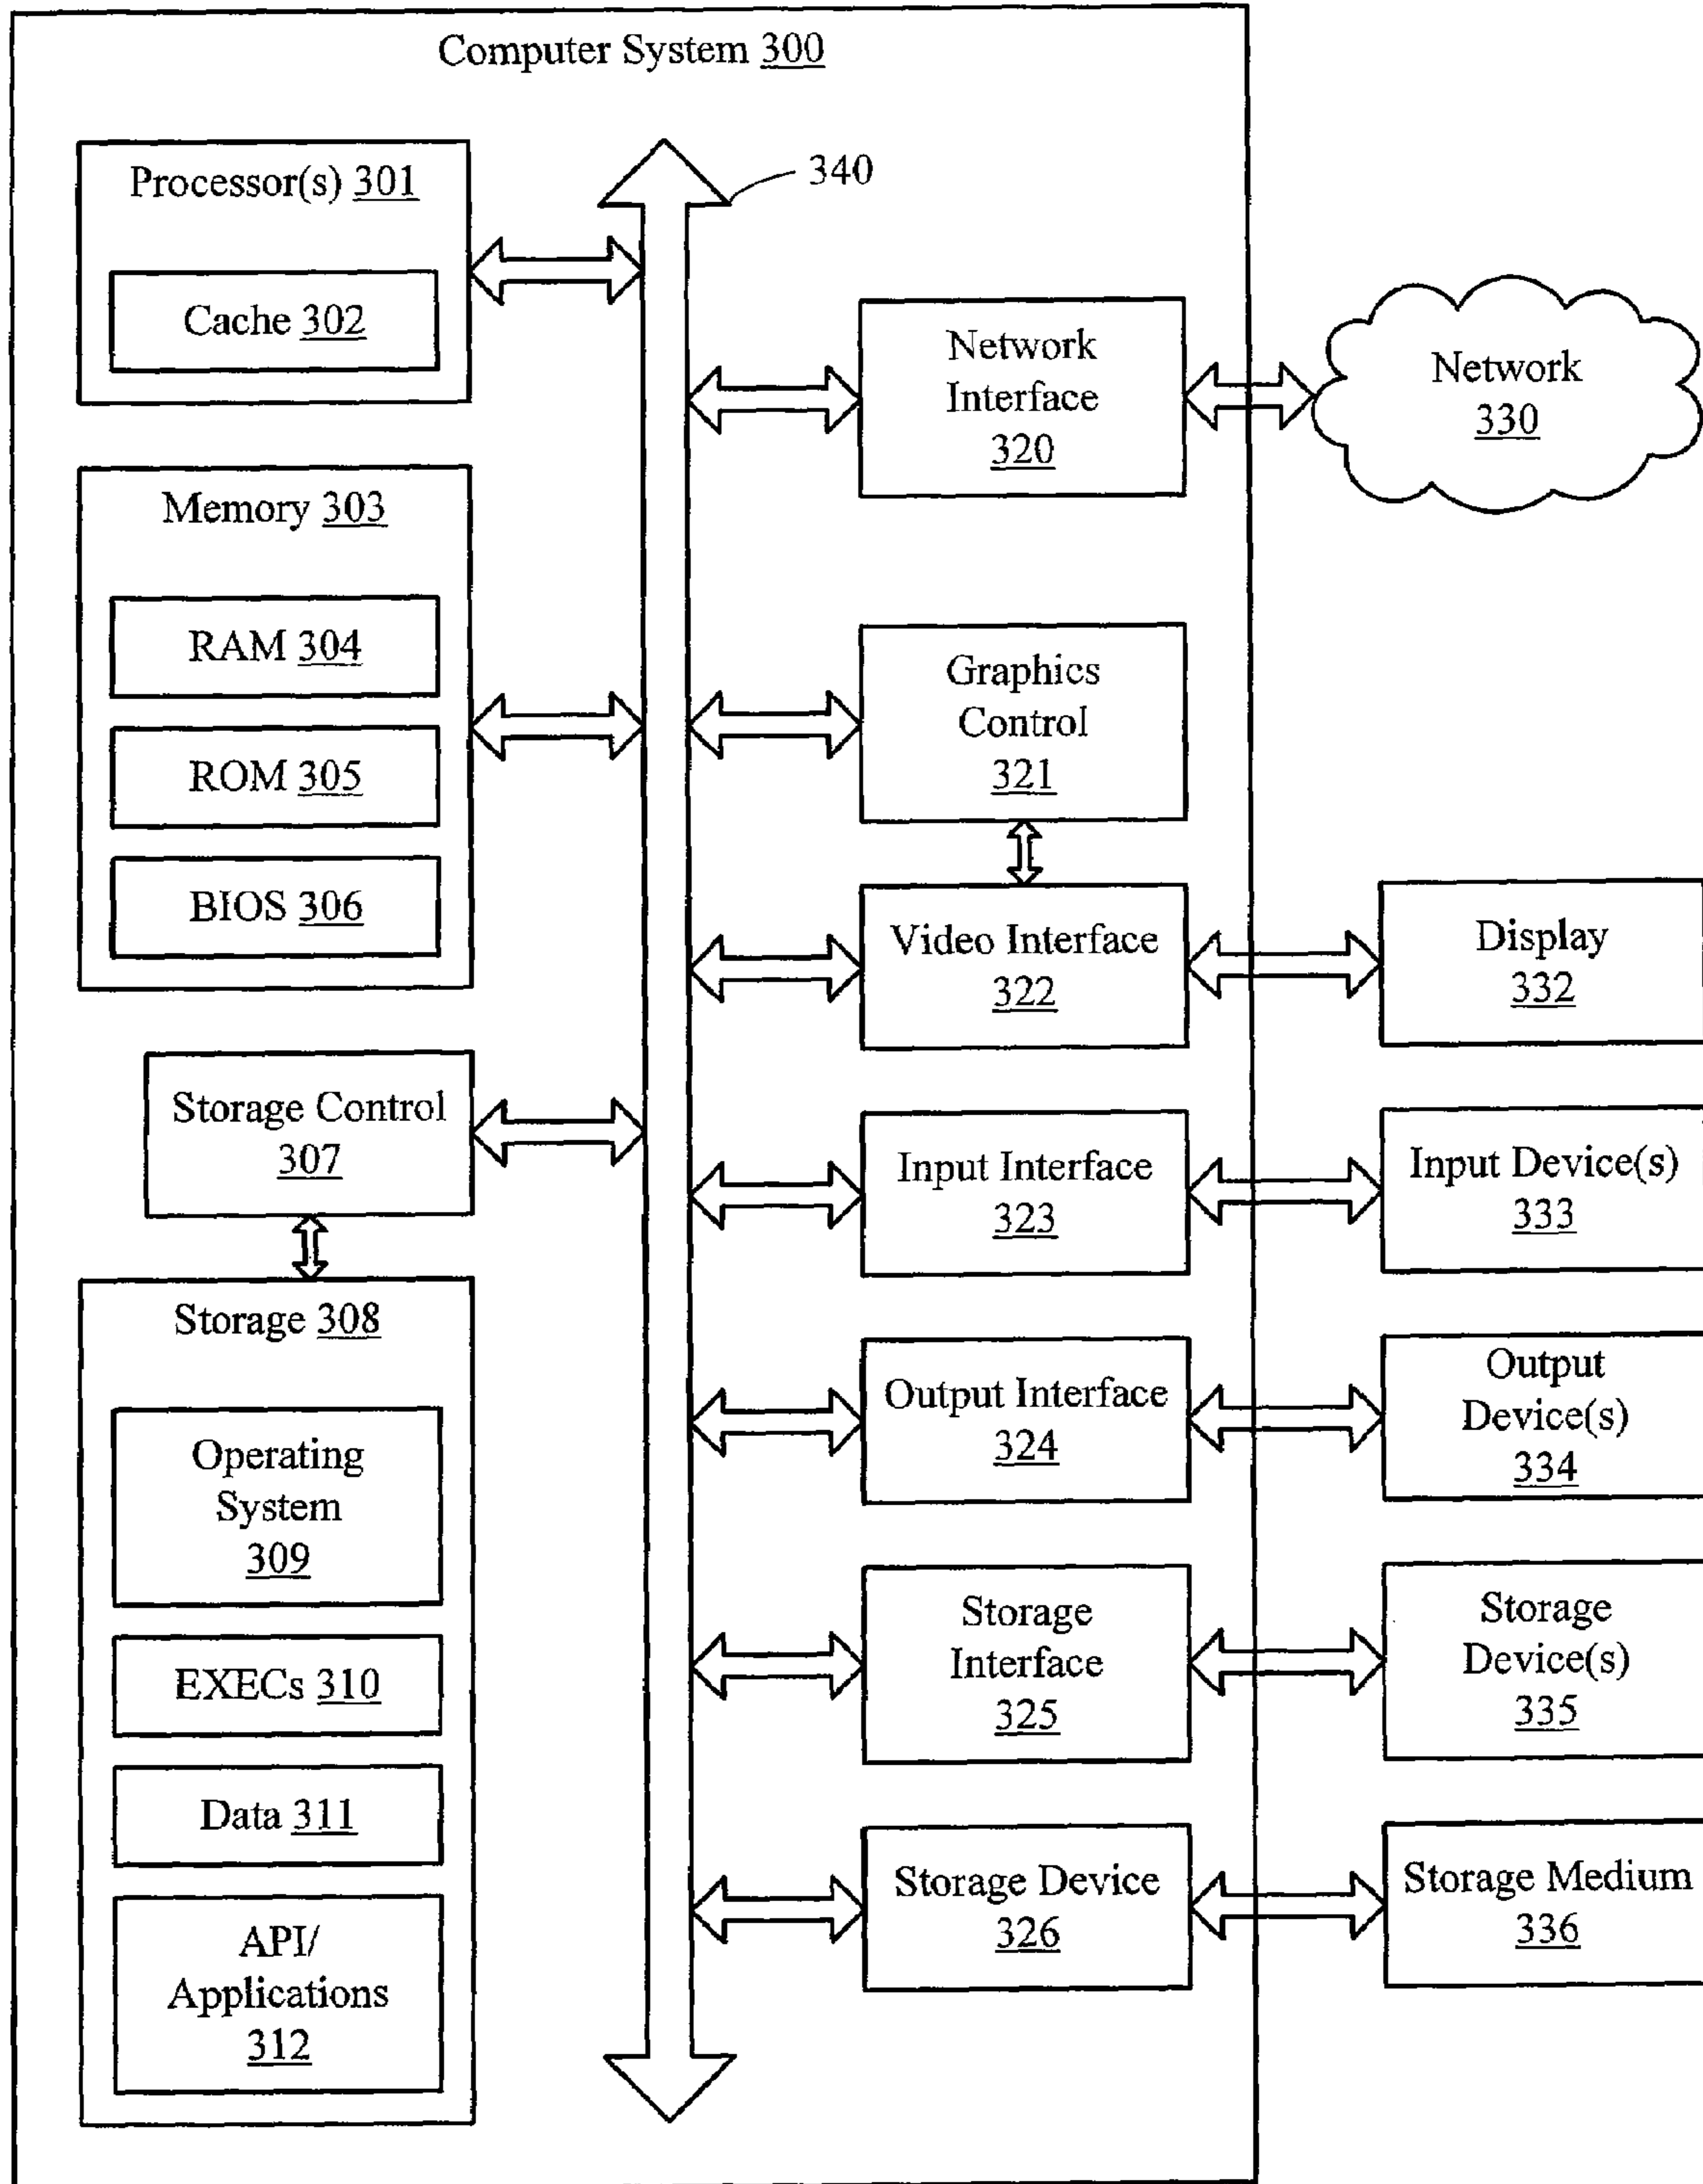 Computer System 300
Processor(s) 301
Cache 302
Memory 303
RAM 304
ROM 305
BIOS 306
Storage Control
307
Storage 308
Operating
System
309
EXECs 310
Data 311
API/
Applications
312
340
Network
Interface
320
Graphics
Control
321
Video Interface
322
Input Interface
323
Output Interface
324
Storage
Interface
325
Storage Device
326
Network
330
Display
332
Input Device(s)
333
Output
Device(s)
334
Storage
Device(s)
335
Storage Medium
336